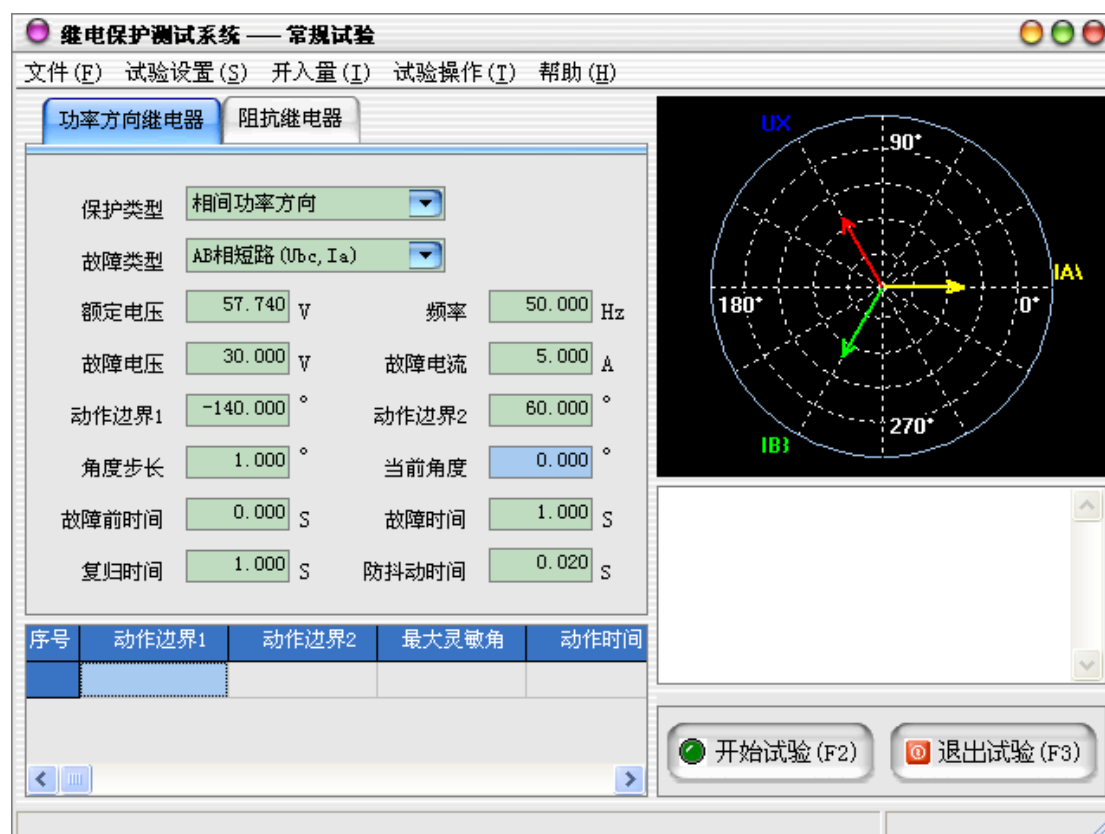 继电保护测试系统 — 常规试验
文件(F) 试验设置(S) 开入量(I) 试验操作(T) 帮助(H)
功率方向继电器 阻抗继电器
保护类型 相间功率方向
故障类型 AB相短路(Ubc,Ia)
额定电压 57.740 V 频率 50.000 Hz
故障电压 30.000 V 故障电流 5.000 A
动作边界1 -140.000 ° 动作边界2 60.000 °
角度步长 1.000 ° 当前角度 0.000 °
故障前时间 0.000 S 故障时间 1.000 S
复归时间 1.000 S 防抖动时间 0.020 S
序号 动作边界1 动作边界2 最大灵敏角 动作时间
UX
90°
IA
180°
0°
270°
IB
开始试验(F2) 退出试验(F3)